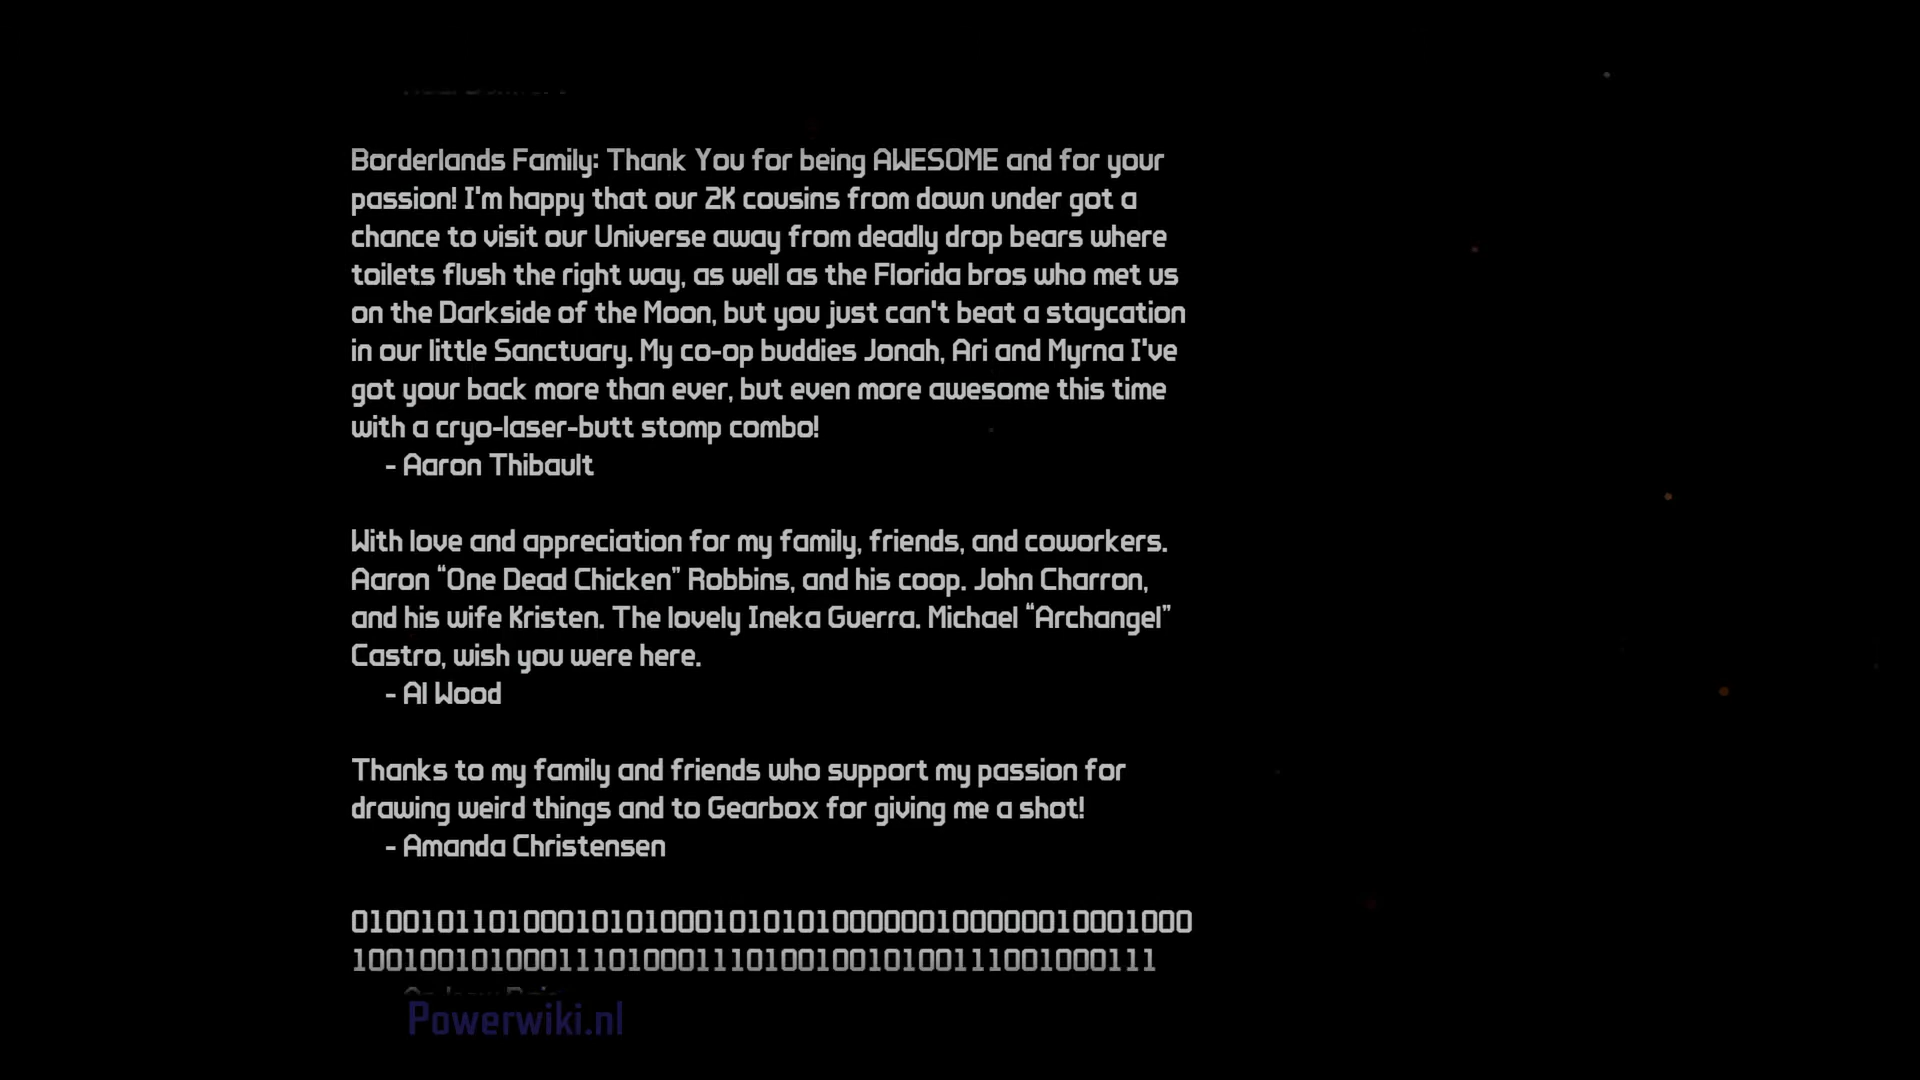 Borderlands Family: Thank You for being AWESOME and for your
passion! I'm happy that our 2K cousins from down under got a
chance to visit our Universe away from deadly drop bears where
toilets flush the right way, as well as the Florida bros who met us
on the Darkside of the Moon, but you just can't beat a staycation
in our little Sanctuary. My co-op buddies Jonah, Ari and Myrna I've
got your back more than ever, but even more awesome this time
with a cryo-laser-butt stomp combo!
- Aaron Thibault
With love and appreciation for my family, friends, and coworkers.
Aaron “One Dead Chicken” Robbins, and his coop. John Charron,
and his wife Kristen. The lovely Ineka Guerra. Michael “Archangel”
Castro, wish you were here.
- Al Wood
Thanks to my family and friends who support my passion for
drawing weird things and to Gearbox for giving me a shot!
- Amanda Christensen
0100101101000101010001010101000000100000010001000
10010010100011101000111010010010100111001000111
Powerwiki.nl